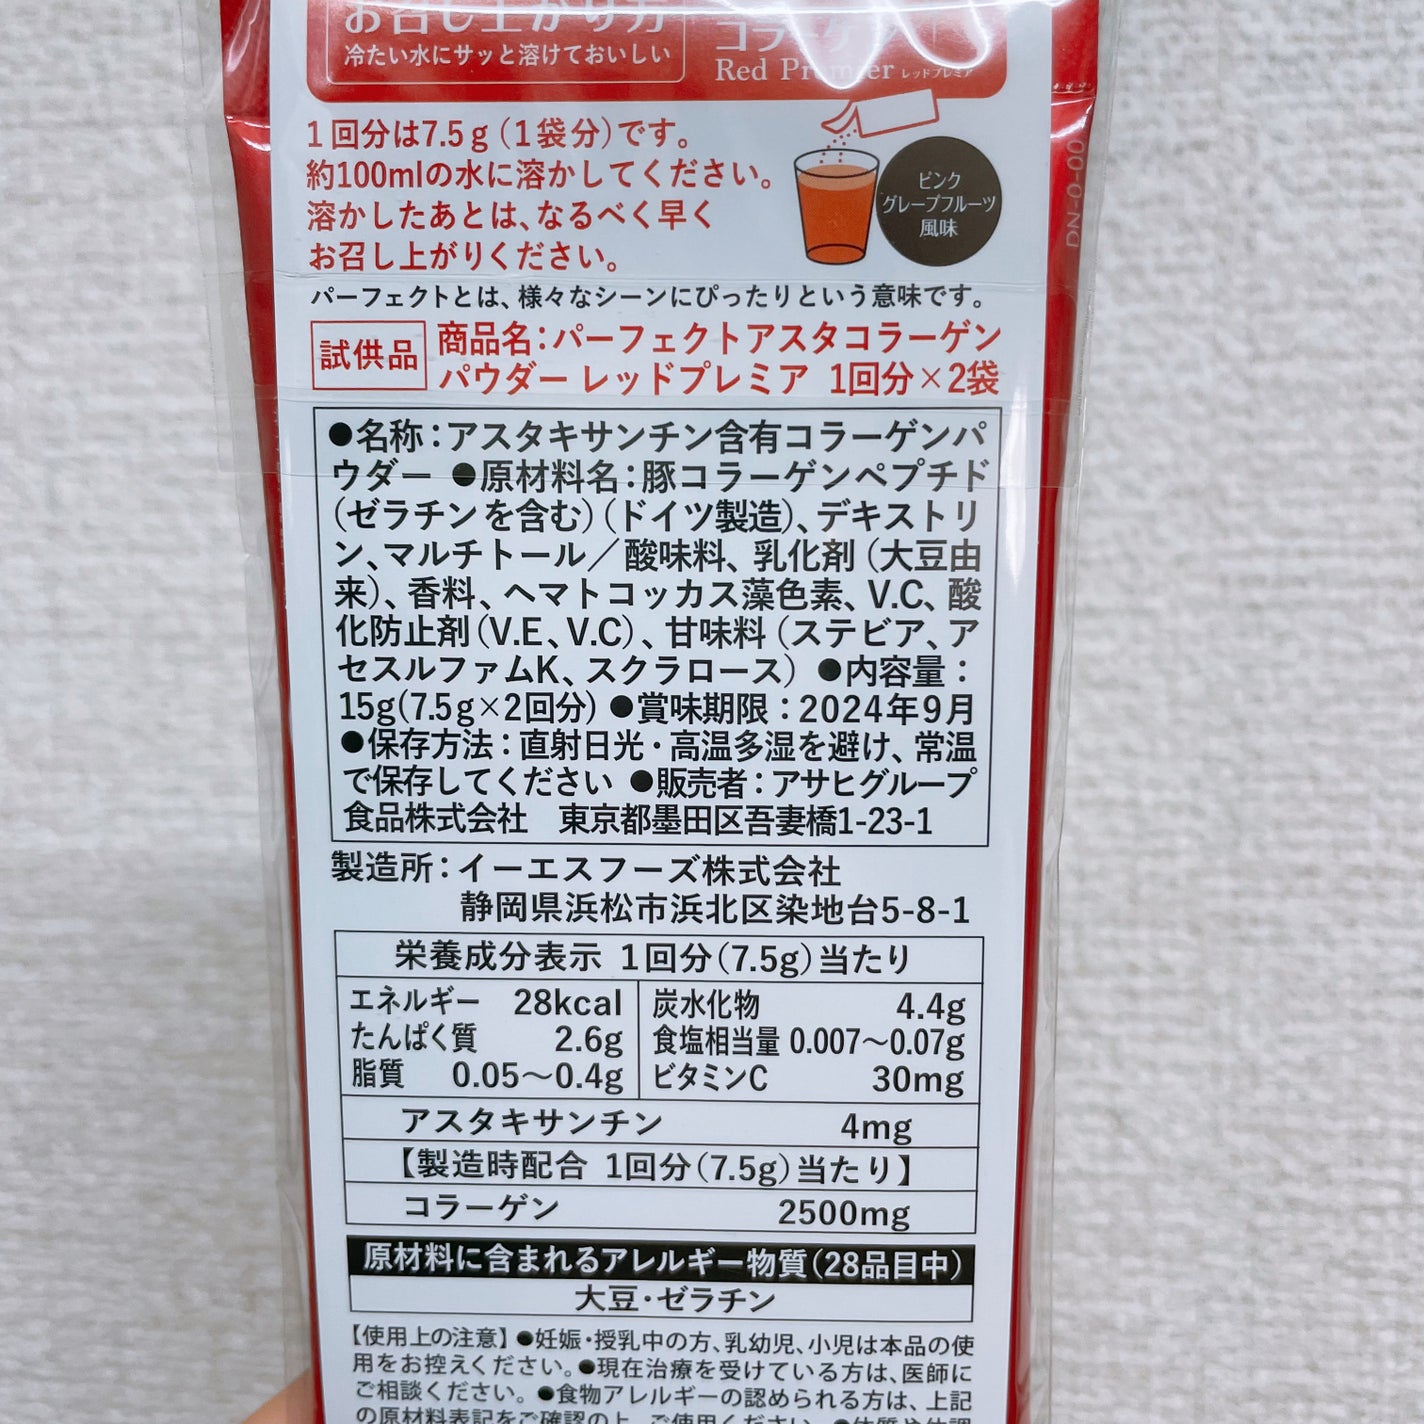 お召し上がり方
冷たい水にサッと溶けておいしい
コラーゲン
Red Premier レッドプレミア
1回分は7.5g（1袋分）です。
約100mlの水に溶かしてください。
溶かしたあとは、なるべく早く
お召し上がりください。
ピンク
グレープフルーツ
風味
DN-0-00
パーフェクトとは、様々なシーンにぴったりという意味です。
試供品
商品名：パーフェクトアスタコラーゲン
パウダー レッドプレミア 1回分×2袋
●名称：アスタキサンチン含有コラーゲンパ
ウダー ●原材料名：豚コラーゲンペプチド
（ゼラチンを含む）（ドイツ製造）、デキストリ
ン、マルチトール／酸味料、乳化剤（大豆由
来）、香料、ヘマトコッカス藻色素、V.C、酸
化防止剤（V.E、V.C）、甘味料（ステビア、ア
セスルファムK、スクラロース）●内容量：
15g(7.5g×2回分) ●賞味期限：2024年9月
●保存方法：直射日光・高温多湿を避け、常温
で保存してください ●販売者：アサヒグループ
食品株式会社 東京都墨田区吾妻橋1-23-1
製造所：イーエスフーズ株式会社
静岡県浜松市浜北区染地台5-8-1
栄養成分表示 1回分(7.5g)当たり
エネルギー 28kcal 炭水化物 4.4g
たんぱく質 2.6g 食塩相当量 0.007～0.07g
脂質 0.05～0.4g ビタミンC 30mg
アスタキサンチン 4mg
【製造時配合 1回分(7.5g)当たり】
コラーゲン 2500mg
原材料に含まれるアレルギー物質(28品目中)
大豆・ゼラチン
【使用上の注意】●妊娠・授乳中の方、乳幼児、小児は本品の使
用をお控えください。●現在治療を受けている方は、医師に
ご相談ください。●食物アレルギーの認められる方は、上記
の原材料表記をご確認の上、ご使用ください。●体質や体調